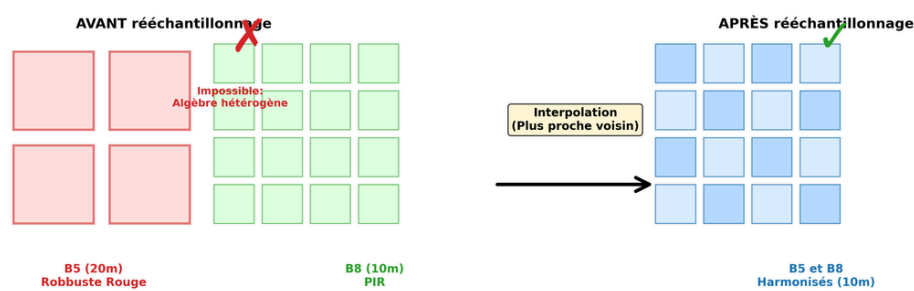 AVANT rééchantillonnage
APRÈS rééchantillonnage
✗
✓
Impossible:
Algèbre hétérogène
Interpolation
(Plus proche voisin)
B5 (20m)
Robbuste Rouge
B8 (10m)
PIR
B5 et B8
Harmonisés (10m)